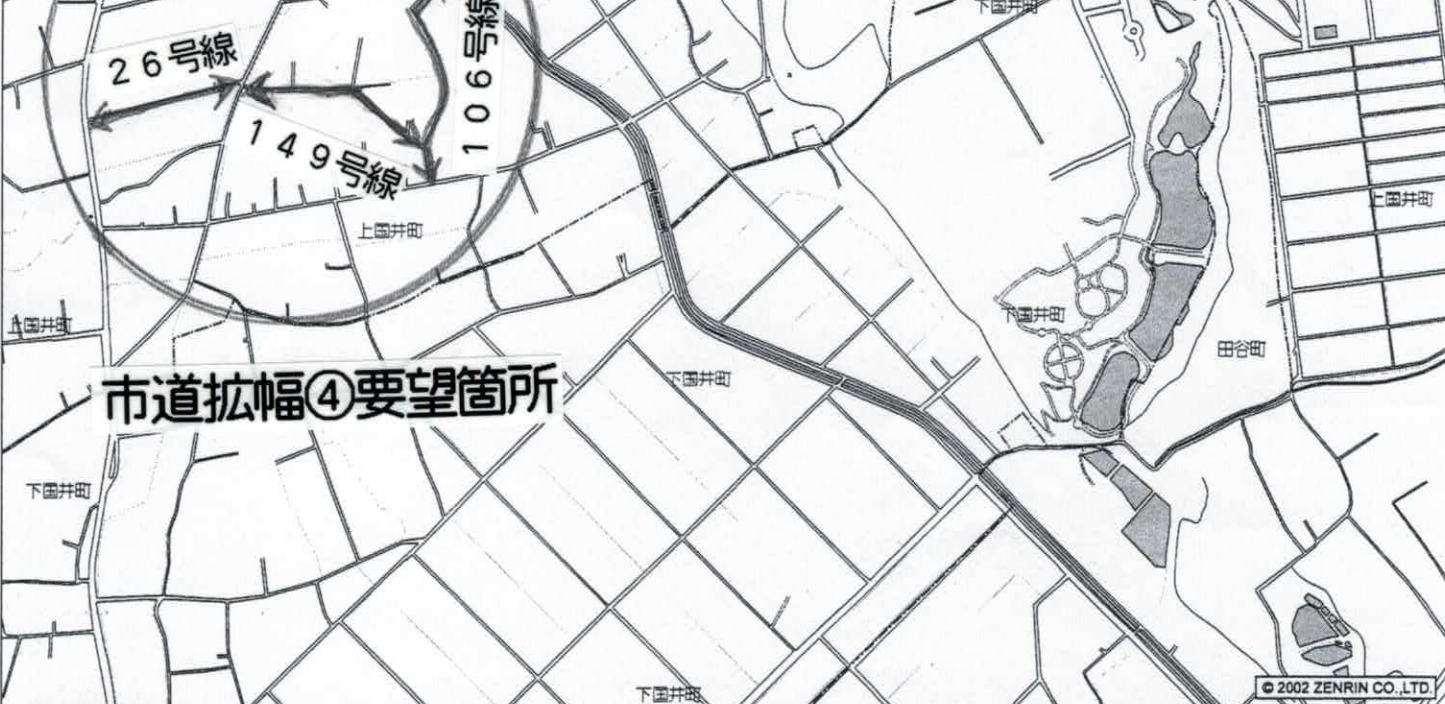 下国井町
26号線
106号線
149号線
上国井町
上国井町
上国井町
下国井町
田谷町
市道拡幅④要望箇所
下国井町
下国井町
下国井町
© 2002 ZENRIN CO.,LTD.